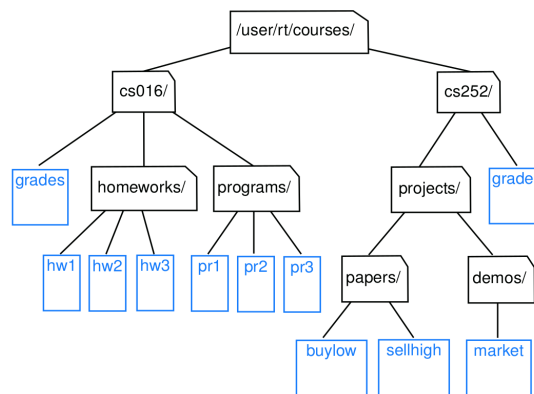 /user/rt/courses/
cs016/
cs252/
grades
homeworks/
programs/
projects/
grade
hw1
hw2
hw3
pr1
pr2
pr3
papers/
demos/
buylow
sellhigh
market